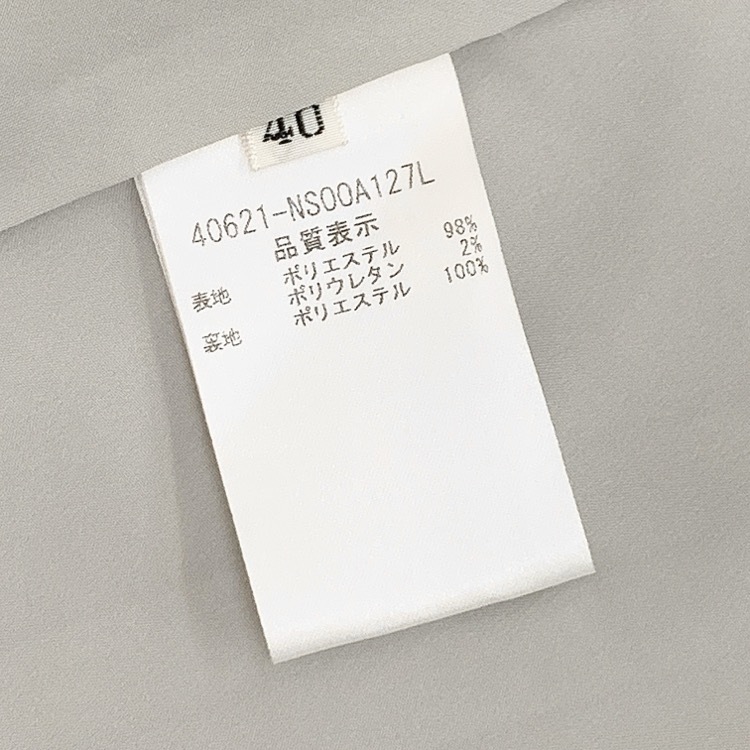 40
40621-NS00A127L
品質表示
表地 ポリエステル 98%
ポリウレタン 2%
裏地 ポリエステル 100%